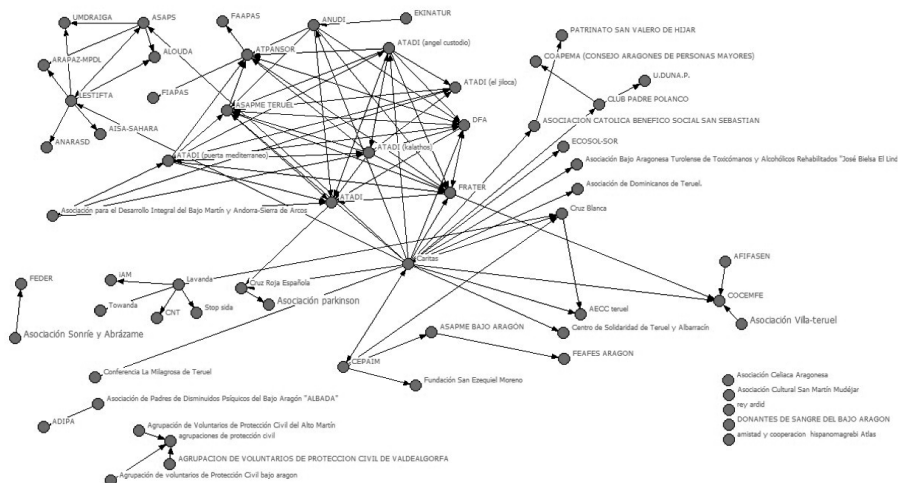 UMDRAIGA
ASAPS
FAAPAS
ANUDI
EKINATUR
PATRINATO SAN VALERO DE HIJAR
ARAPAZ-MPDL
ALOUDA
ATPANSOR
ATADI (angel custodio)
COAPEMA (CONSEJO ARAGONES DE PERSONAS MAYORES)
FIAPAS
ATADI (el jiloca)
U.DUNA.P.
LESTIFTA
CLUB PADRE POLANCO
ASAPME TERUEL
AISA-SAHARA
DFA
ASOCIACION CATOLICA BENEFICO SOCIAL SAN SEBASTIAN
ANARASD
ATADI (puerta mediterraneo)
ATADI (kalathos)
ECOSOL-SOR
Asociación Bajo Aragonesa Turolense de Toxicómanos y Alcohólicos Rehabilitados "José Bielsa El Lind
FRATER
Asociación de Dominicanos de Teruel.
Asociación para el Desarrollo Integral del Bajo Martín y Andorra-Sierra de Arcos
ATADI
Cruz Blanca
Caritas
AFIFASEN
FEDER
iAM
Lavanda
Cruz Roja Española
COCEMFE
Towanda
CNT
Stop sida
Asociación parkinson
AECC teruel
Asociación Villa-teruel
Asociación Sonríe y Abrázame
ASAPME BAJO ARAGÓN
Centro de Solidaridad de Teruel y Albarracín
CEPAIM
FEAFES ARAGON
Conferencia La Milagrosa de Teruel
Fundación San Ezequiel Moreno
Asociación Celiaca Aragonesa
Asociación Cultural San Martín Mudéjar
rey ardid
DONANTES DE SANGRE DEL BAJO ARAGON
amistad y cooperacion hispanomagrebi Atlas
Asociación de Padres de Disminuidos Psíquicos del Bajo Aragón "ALBADA"
ADIPA
Agrupación de Voluntarios de Protección Civil del Alto Martín
agrupaciones de protección civil
AGRUPACION DE VOLUNTARIOS DE PROTECCION CIVIL DE VALDEALGORFA
Agrupación de voluntarios de Protección Civil bajo aragon